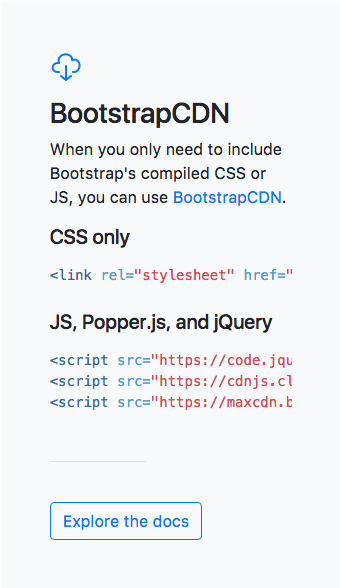 BootstrapCDN
When you only need to include
Bootstrap's compiled CSS or
JS, you can use BootstrapCDN.
CSS only
<link rel="stylesheet" href="
JS, Popper.js, and jQuery
<script src="https://code.jqu
<script src="https://cdnjs.cl
<script src="https://maxcdn.b
Explore the docs